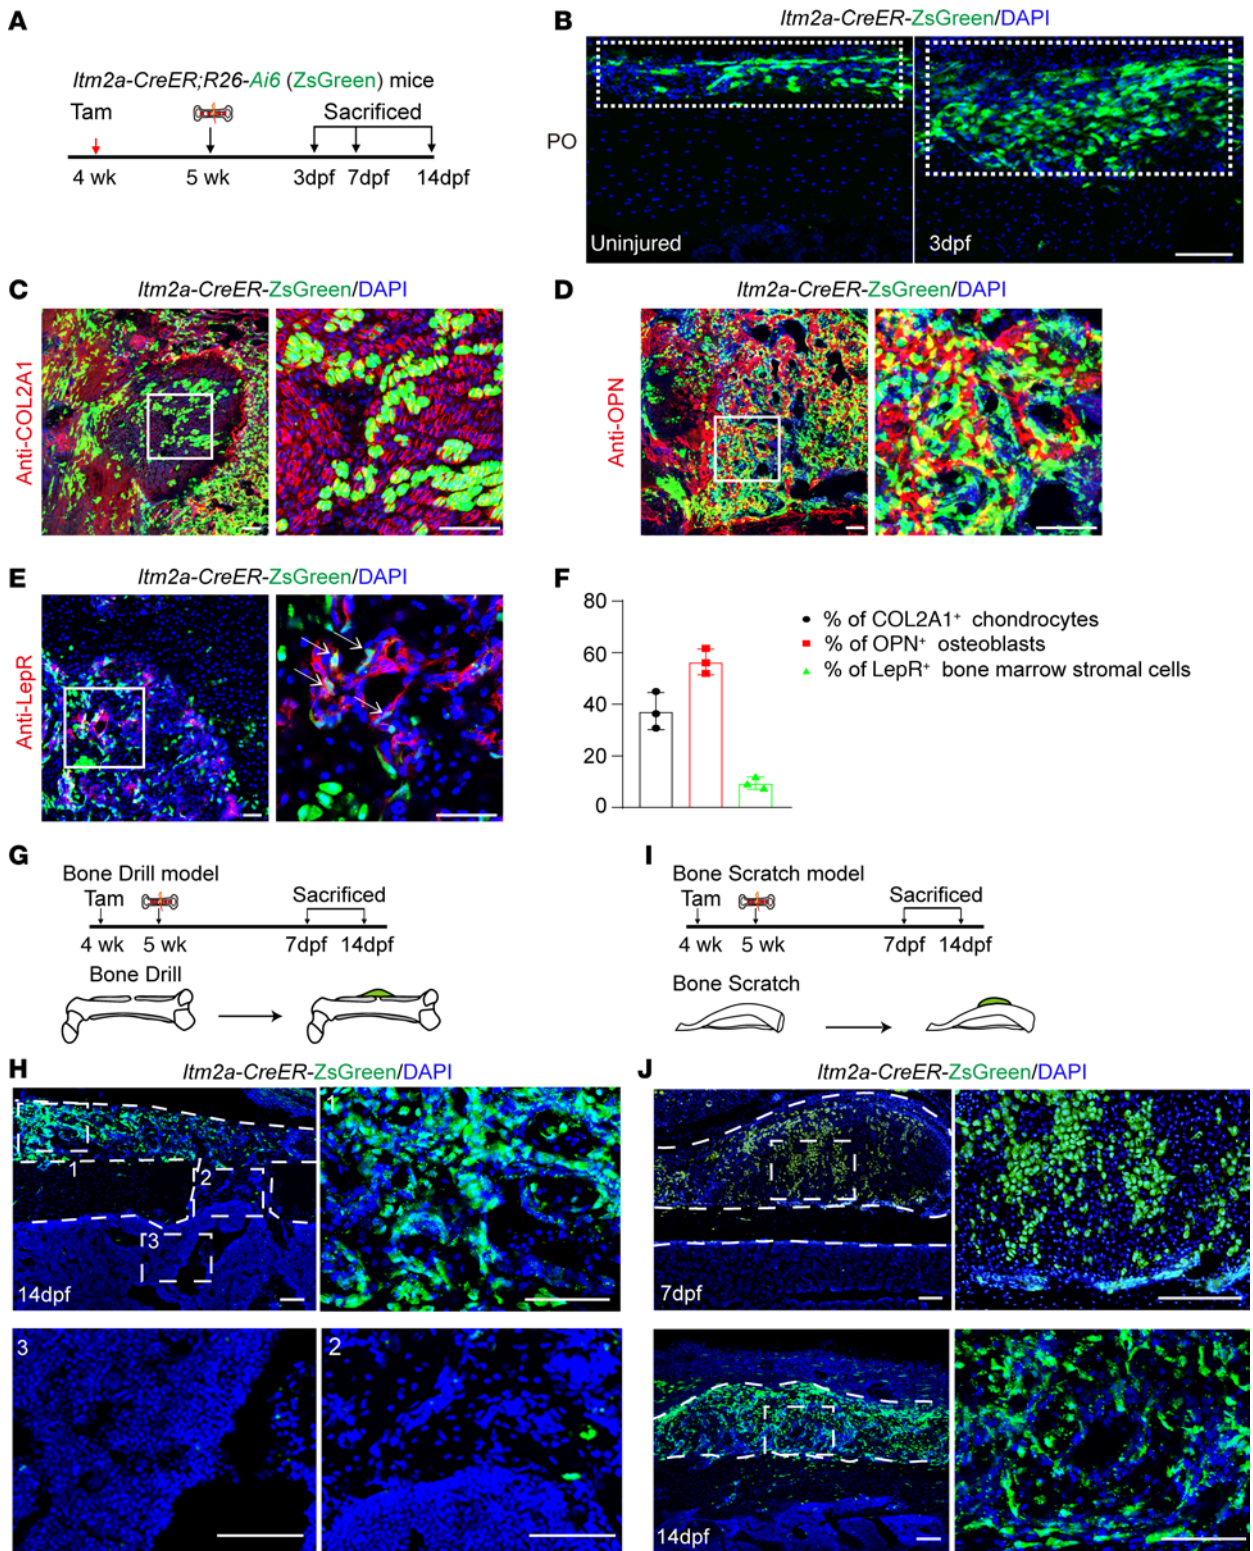 A
Itm2a-CreER;R26-Ai6 (ZsGreen) mice
Tam
Sacrificed
4 wk
5 wk
3dpf
7dpf
14dpf
B
Itm2a-CreER-ZsGreen/DAPI
PO
Uninjured
3dpf
C
Itm2a-CreER-ZsGreen/DAPI
Anti-COL2A1
D
Itm2a-CreER-ZsGreen/DAPI
Anti-OPN
E
Itm2a-CreER-ZsGreen/DAPI
Anti-LepR
F
80
60
40
20
0
% of COL2A1⁺ chondrocytes
% of OPN⁺ osteoblasts
% of LepR⁺ bone marrow stromal cells
G
Bone Drill model
Tam
Sacrificed
4 wk
5 wk
7dpf
14dpf
Bone Drill
I
Bone Scratch model
Tam
Sacrificed
4 wk
5 wk
7dpf
14dpf
Bone Scratch
H
Itm2a-CreER-ZsGreen/DAPI
1
2
3
14dpf
1
3
2
J
Itm2a-CreER-ZsGreen/DAPI
7dpf
14dpf